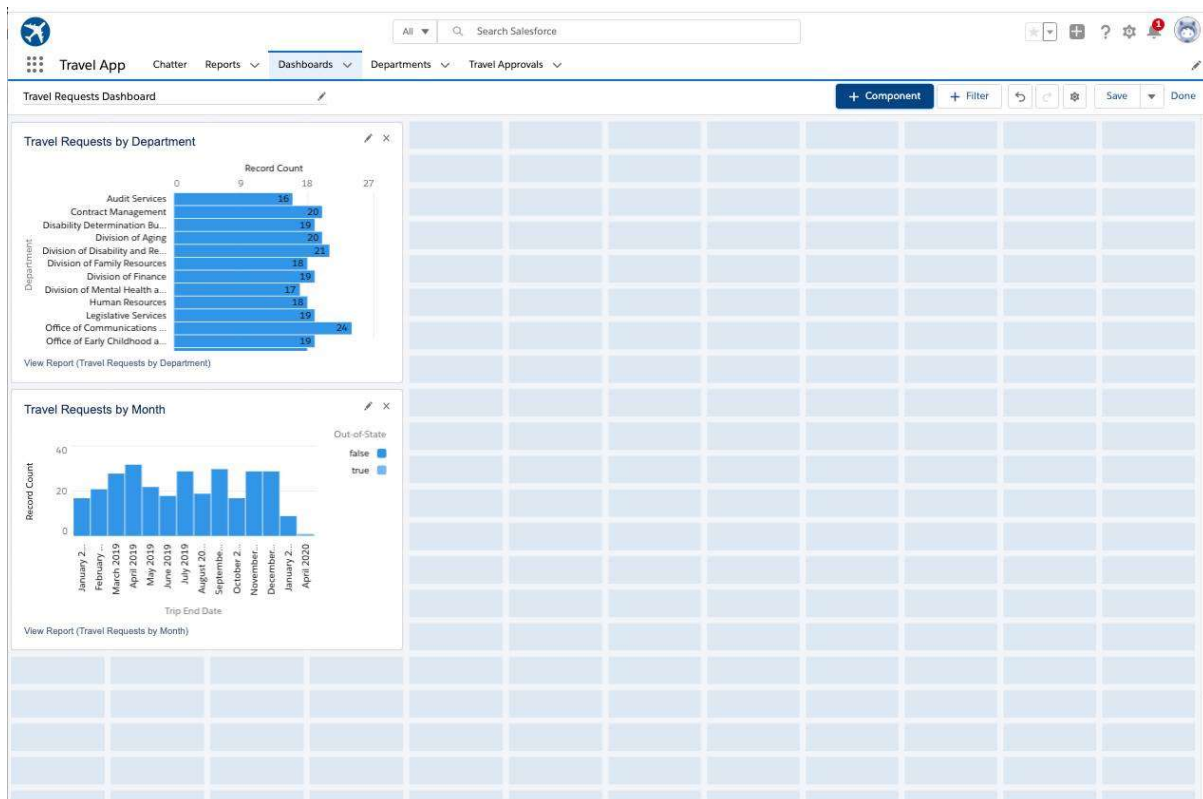 All Search Salesforce 1
Travel App Chatter Reports Dashboards Departments Travel Approvals
Travel Requests Dashboard + Component + Filter Save Done
Travel Requests by Department
Record Count
0 9 18 27
Department
Audit Services 16
Contract Management 20
Disability Determination Bu... 19
Division of Aging 20
Division of Disability and Re... 21
Division of Family Resources 18
Division of Finance 19
Division of Mental Health a... 17
Human Resources 18
Legislative Services 19
Office of Communications ... 24
Office of Early Childhood a... 19
View Report (Travel Requests by Department)
Travel Requests by Month
Out-of-State
false
true
Record Count
40
20
0
January 2...
February ...
March 2019
April 2019
May 2019
June 2019
July 2019
August 20...
Septembe...
October 2...
November...
December...
January 2...
April 2020
Trip End Date
View Report (Travel Requests by Month)